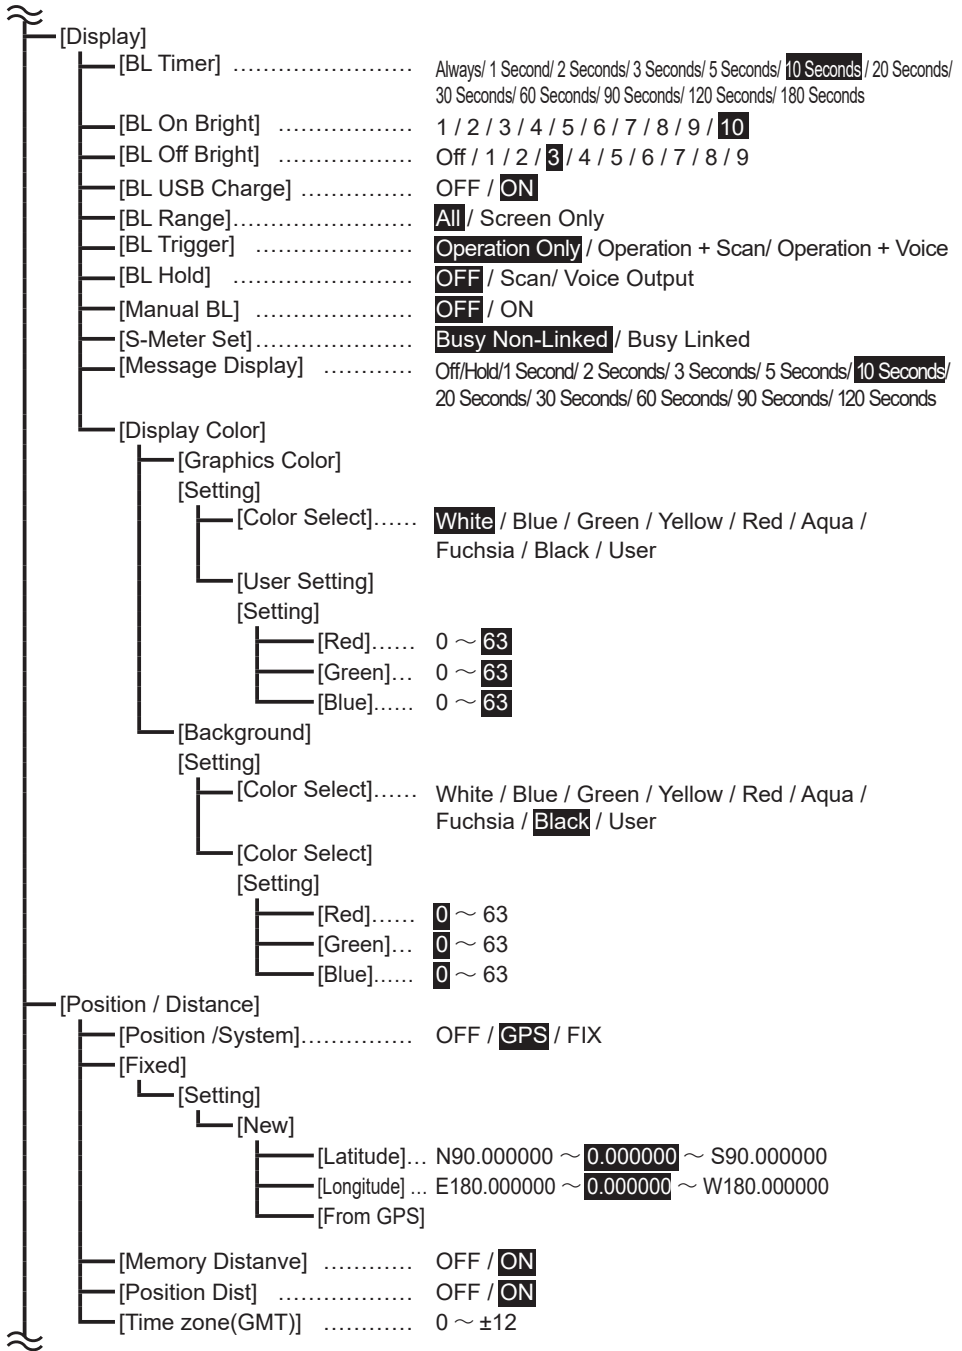 [Display]
[BL Timer] …………………… Always/ 1 Second/ 2 Seconds/ 3 Seconds/ 5 Seconds/ 10 Seconds / 20 Seconds/
30 Seconds/ 60 Seconds/ 90 Seconds/ 120 Seconds/ 180 Seconds
[BL On Bright] ……………… 1 / 2 / 3 / 4 / 5 / 6 / 7 / 8 / 9 / 10
[BL Off Bright] ……………… Off / 1 / 2 / 3 / 4 / 5 / 6 / 7 / 8 / 9
[BL USB Charge] …………… OFF / ON
[BL Range]…………………… All / Screen Only
[BL Trigger] ………………… Operation Only / Operation + Scan/ Operation + Voice
[BL Hold] …………………… OFF / Scan/ Voice Output
[Manual BL] ………………… OFF / ON
[S-Meter Set]………………… Busy Non-Linked / Busy Linked
[Message Display] ………… Off/Hold/1 Second/ 2 Seconds/ 3 Seconds/ 5 Seconds/ 10 Seconds/
20 Seconds/ 30 Seconds/ 60 Seconds/ 90 Seconds/ 120 Seconds
[Display Color]
[Graphics Color]
[Setting]
[Color Select]…… White / Blue / Green / Yellow / Red / Aqua /
Fuchsia / Black / User
[User Setting]
[Setting]
[Red]…… 0 ～ 63
[Green]… 0 ～ 63
[Blue]…… 0 ～ 63
[Background]
[Setting]
[Color Select]…… White / Blue / Green / Yellow / Red / Aqua /
Fuchsia / Black / User
[Color Select]
[Setting]
[Red]…… 0 ～ 63
[Green]… 0 ～ 63
[Blue]…… 0 ～ 63
[Position / Distance]
[Position /System]…………… OFF / GPS / FIX
[Fixed]
[Setting]
[New]
[Latitude]… N90.000000 ～ 0.000000 ～ S90.000000
[Longitude] … E180.000000 ～ 0.000000 ～ W180.000000
[From GPS]
[Memory Distanve] ………… OFF / ON
[Position Dist] ……………… OFF / ON
[Time zone(GMT)] ………… 0 ～ ±12